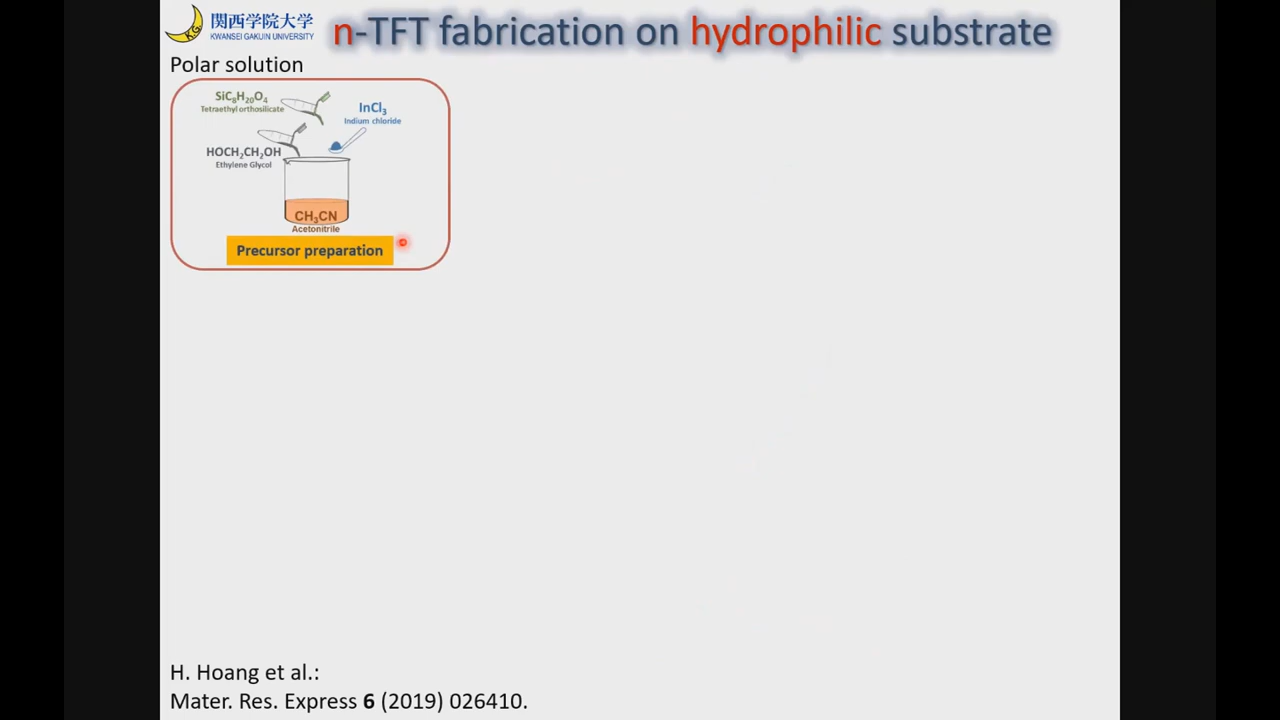 関西学院大学
KWANSEI GAKUIN UNIVERSITY
n-TFT fabrication on hydrophilic substrate
Polar solution
SiC₈H₂₀O₄
Tetraethyl orthosilicate
InCl₃
Indium chloride
HOCH₂CH₂OH
Ethylene Glycol
CH₃CN
Acetonitrile
Precursor preparation
H. Hoang et al.:
Mater. Res. Express 6 (2019) 026410.